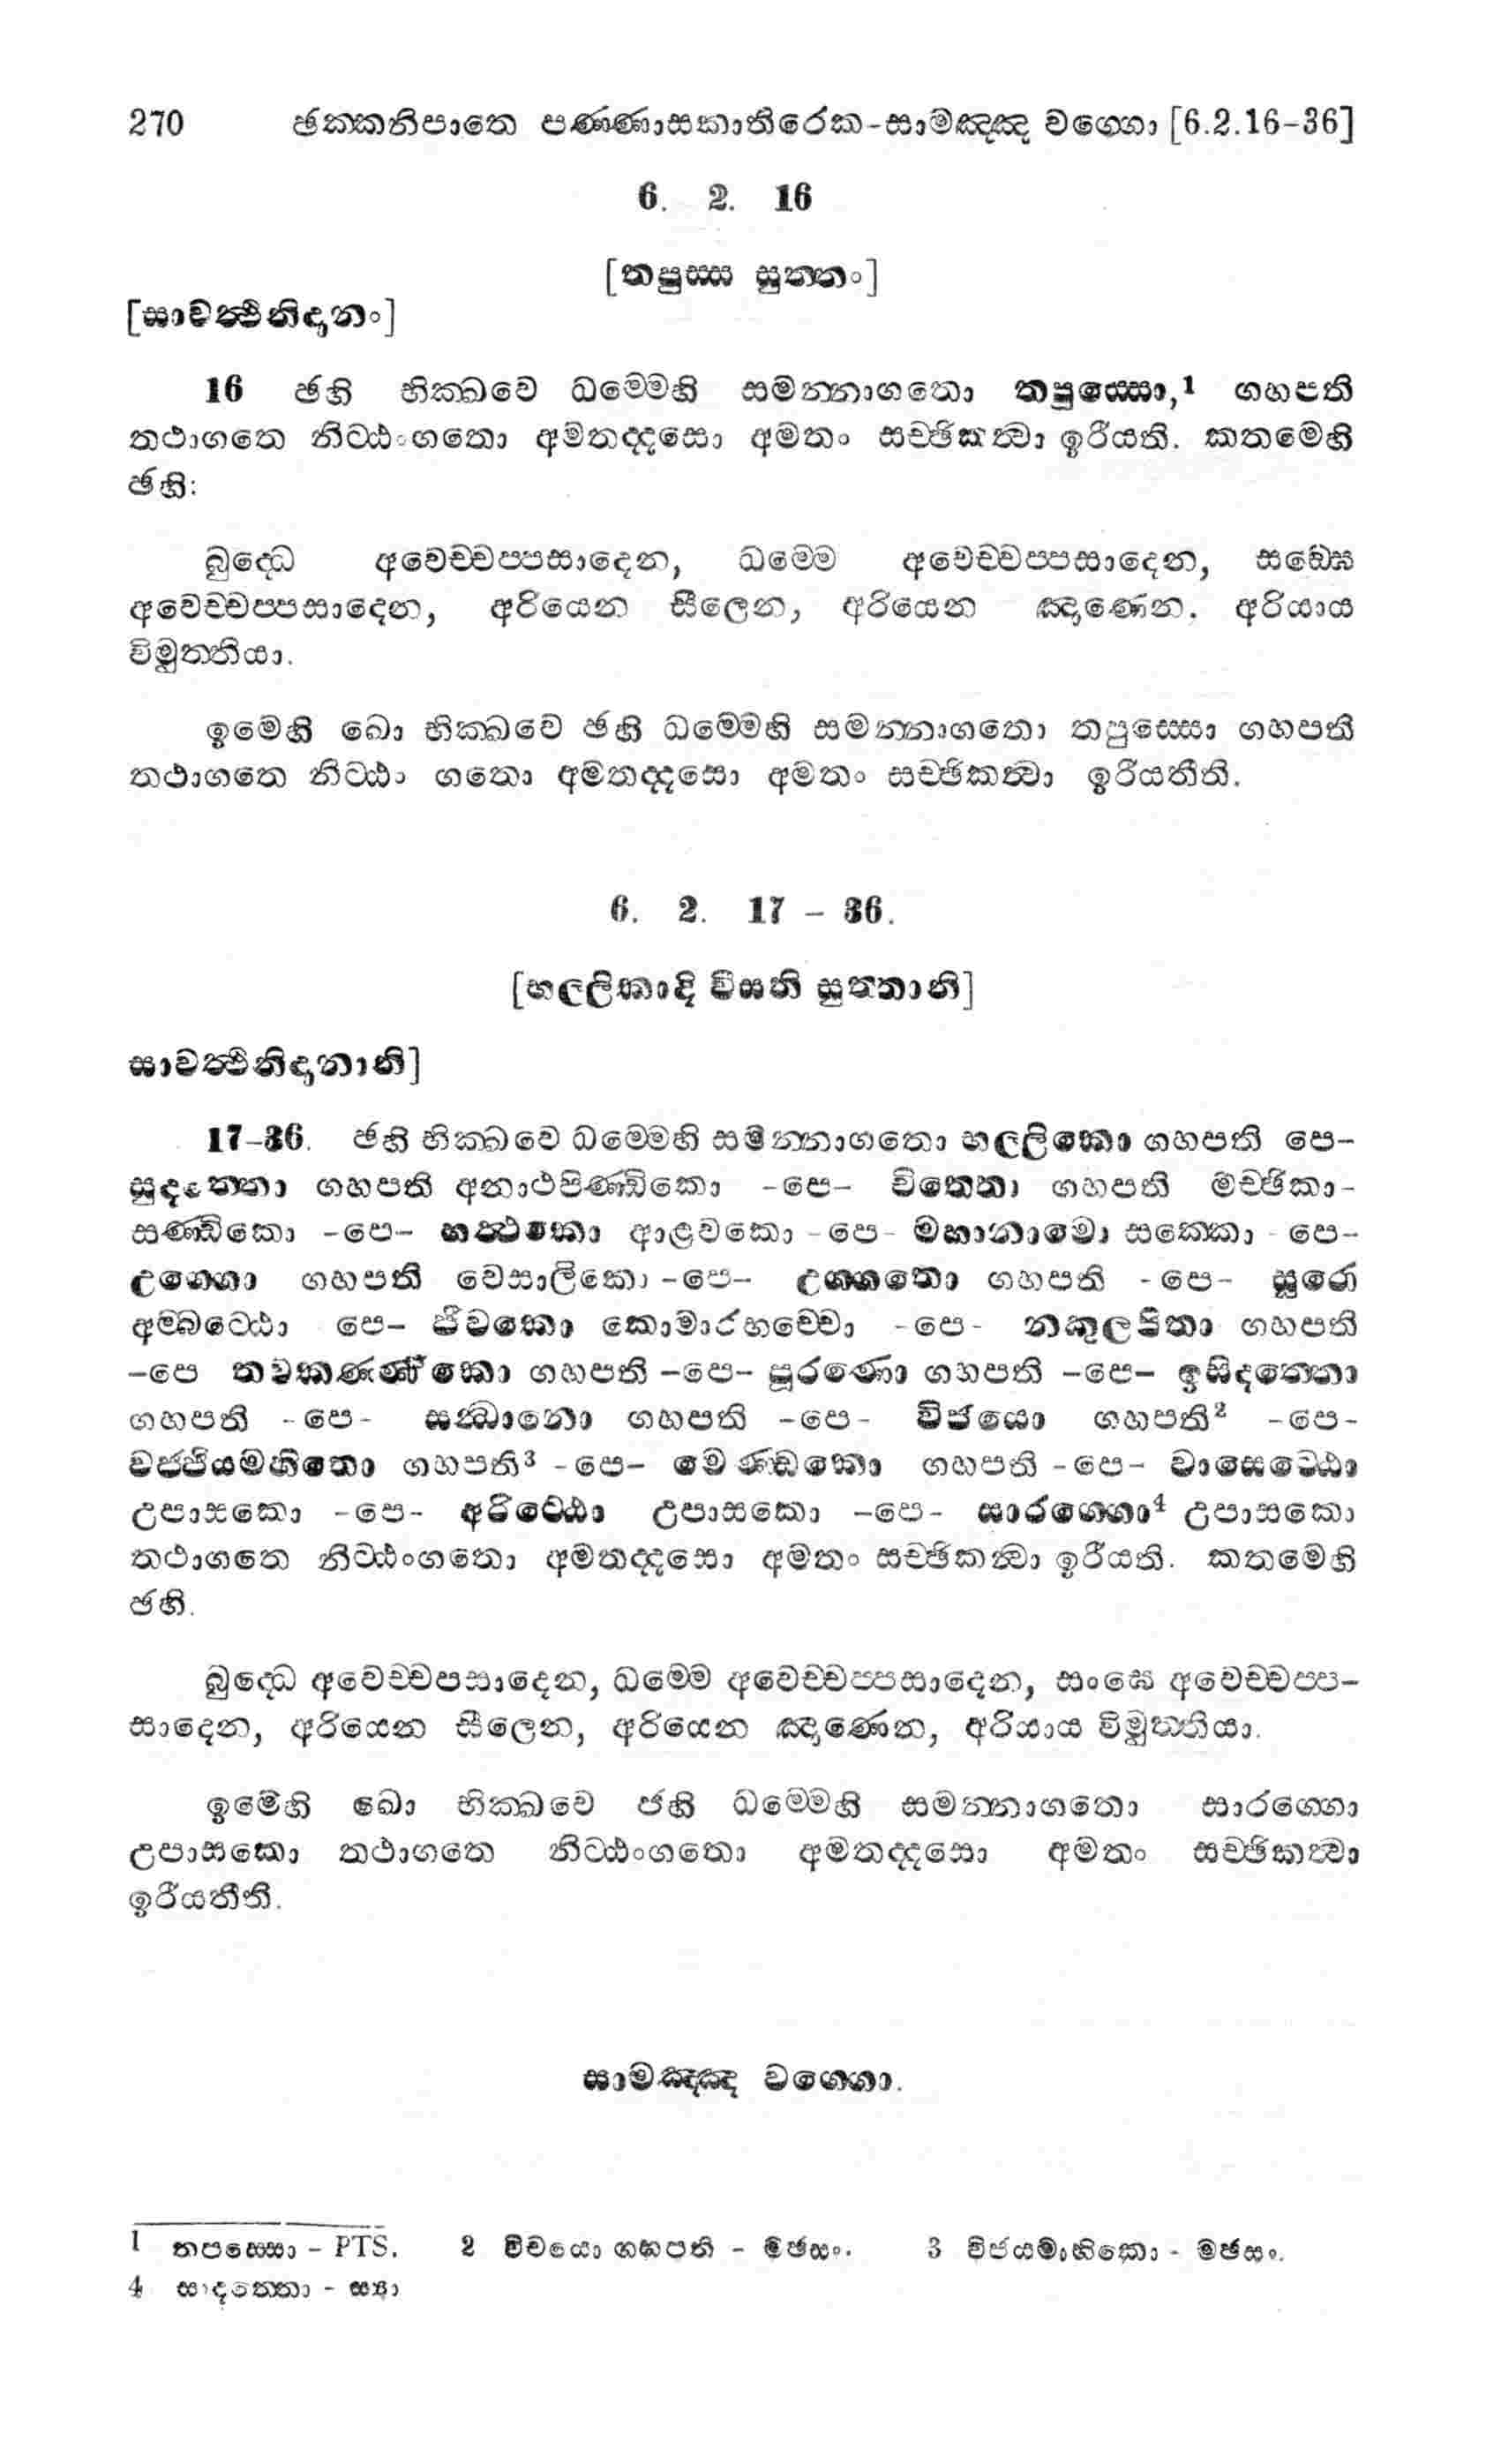 270 ඡක්කනිපාතෙ පණ්ණාසකාතිරෙක-සාමඤ්ඤ වග්ගො [6.2.16-36]
6. 2. 16
[තපුස්ස සුත්තං]
[සාවත්ථිනිදානං]
16 ඡහි භික්ඛවෙ ධම්මෙහි සමන්නාගතො තපුස්සො,¹ ගහපති
තථාගතෙ නිට්ඨංගතො අමතද්දසො අමතං සච්ඡිකත්වා ඉරීයති. කතමෙහි
ඡහි:
බුද්ධෙ අවෙච්චප්පසාදෙන, ධම්මෙ අවෙච්චප්පසාදෙන, සඞ්ඝෙ
අවෙච්චප්පසාදෙන, අරියෙන සීලෙන, අරියෙන ඤාණෙන. අරියාය
විමුත්තියා.
ඉමෙහි ඛො භික්ඛවෙ ඡහි ධම්මෙහි සමන්නාගතො තපුස්සො ගහපති
තථාගතෙ නිට්ඨං ගතො අමතද්දසො අමතං සච්ඡිකත්වා ඉරීයතීති.
6. 2. 17 – 36.
[භල්ලිකාදි වීසති සුත්තානි]
සාවත්ථිනිදානානි]
17–36. ඡහි භික්ඛවෙ ධම්මෙහි සමන්නාගතො භල්ලිකො ගහපති පෙ-
සුදත්තො ගහපති අනාථපිණ්ඩිකො -පෙ- චිත්තො ගහපති මච්ඡිකා-
සණ්ඩිකො -පෙ- හත්ථකො ආළවකො -පෙ- මහානාමො සක්කො - පෙ-
උග්ගො ගහපති වෙසාලිකො -පෙ- උග්ගතො ගහපති -පෙ- සූරො
අම්බට්ඨො පෙ- ජීවකො කොමාරභච්චො -පෙ- නකුලපිතා ගහපති
-පෙ තවකණ්ණිකො ගහපති -පෙ- පූරණො ගහපති -පෙ- ඉසිදත්තො
ගහපති -පෙ- සන්ධානො ගහපති -පෙ- විජයො ගහපති² -පෙ-
වජ්ජියමහිතො ගහපති³ -පෙ- මෙණ්ඩකො ගහපති -පෙ- වාසෙට්ඨො
උපාසකො -පෙ- අරිට්ඨො උපාසකො -පෙ- සාරග්ගො⁴ උපාසකො
තථාගතෙ නිට්ඨංගතො අමතද්දසො අමතං සච්ඡිකත්වා ඉරීයති. කතමෙහි
ඡහි.
බුද්ධෙ අවෙච්චපසාදෙන, ධම්මෙ අවෙච්චප්පසාදෙන, සංඝෙ අවෙච්චප්ප-
සාදෙන, අරියෙන සීලෙන, අරියෙන ඤාණෙන, අරියාය විමුත්තියා.
ඉමෙහි ඛො භික්ඛවෙ ඡහි ධම්මෙහි සමන්නාගතො සාරග්ගො
උපාසකො තථාගතෙ නිට්ඨංගතො අමතද්දසො අමතං සච්ඡිකත්වා
ඉරීයතීති.
සාමඤ්ඤ වග්ගො.
1 තපස්සො – PTS. 2 විචයො ගහපති – මඡසං. 3 විජයමාහිකො - මඡසං.
4 සාදත්තො - ස්‍යා